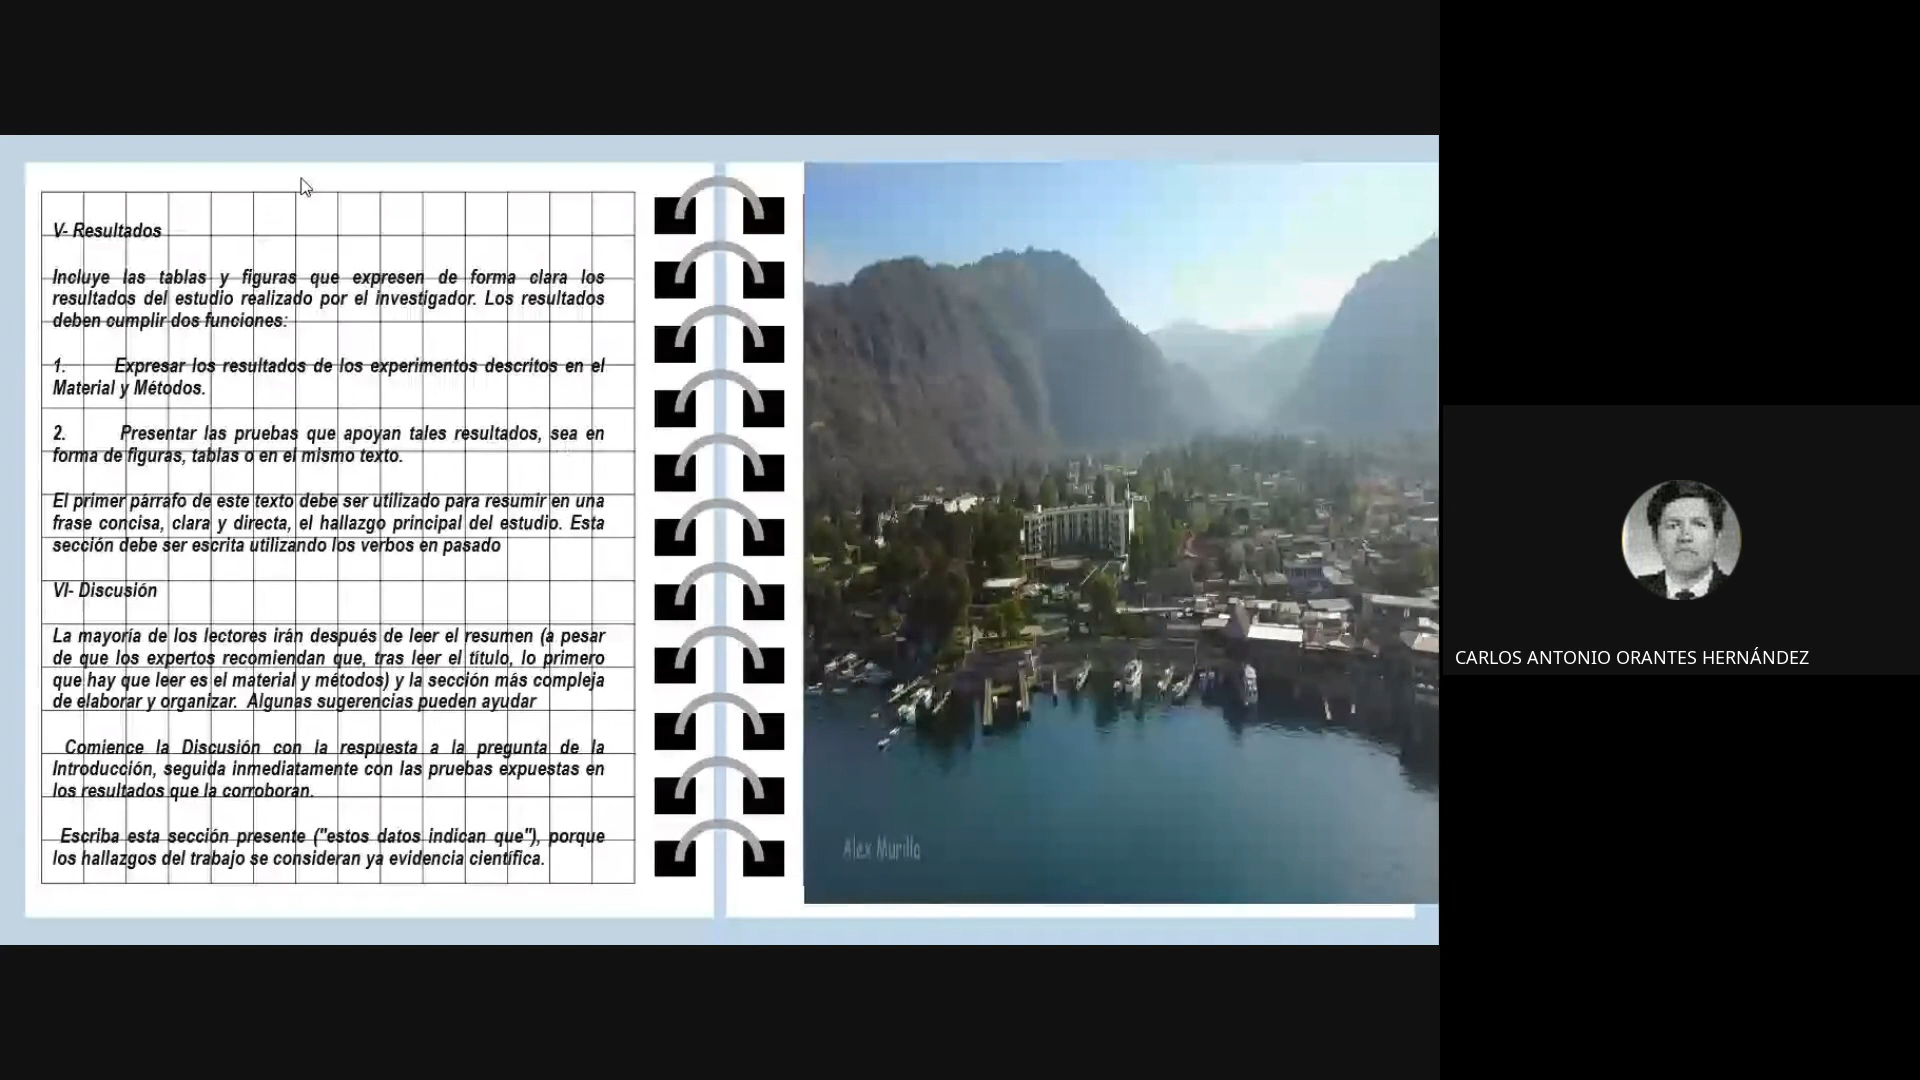 V- Resultados
Incluye las tablas y figuras que expresen de forma clara los
resultados del estudio realizado por el investigador. Los resultados
deben cumplir dos funciones:
1. Expresar los resultados de los experimentos descritos en el
Material y Métodos.
2. Presentar las pruebas que apoyan tales resultados, sea en
forma de figuras, tablas o en el mismo texto.
El primer párrafo de este texto debe ser utilizado para resumir en una
frase concisa, clara y directa, el hallazgo principal del estudio. Esta
sección debe ser escrita utilizando los verbos en pasado
VI- Discusión
La mayoría de los lectores irán después de leer el resumen (a pesar
de que los expertos recomiendan que, tras leer el título, lo primero
que hay que leer es el material y métodos) y la sección más compleja
de elaborar y organizar. Algunas sugerencias pueden ayudar
Comience la Discusión con la respuesta a la pregunta de la
Introducción, seguida inmediatamente con las pruebas expuestas en
los resultados que la corroboran.
Escriba esta sección presente ("estos datos indican que"), porque
los hallazgos del trabajo se consideran ya evidencia científica.
Alex Murillo
CARLOS ANTONIO ORANTES HERNÁNDEZ